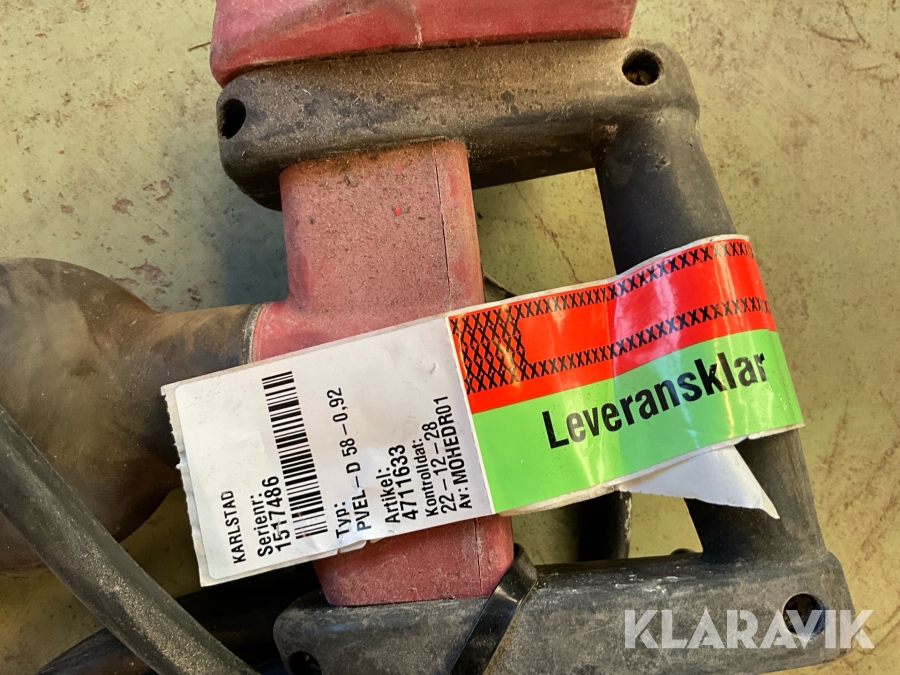 KARLSTAD
Serienr:
1517486
Typ:
PVEL-D 58-0,92
Artikel:
4711633
Kontrolldat:
22-12-28
Av: MOHEDR01
Leveransklar
KLARAVIK